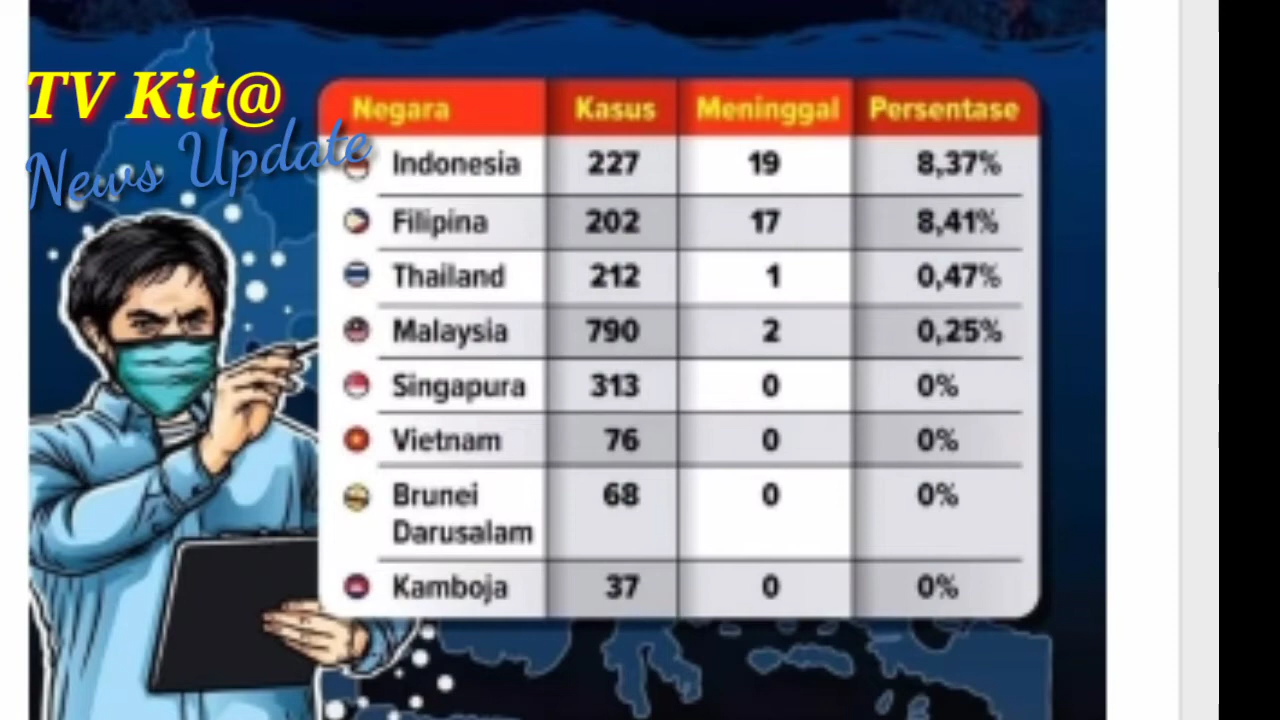 TV Kit@
News Update
Negara Kasus Meninggal Persentase
Indonesia 227 19 8,37%
Filipina 202 17 8,41%
Thailand 212 1 0,47%
Malaysia 790 2 0,25%
Singapura 313 0 0%
Vietnam 76 0 0%
Brunei 68 0 0%
Darusalam
Kamboja 37 0 0%